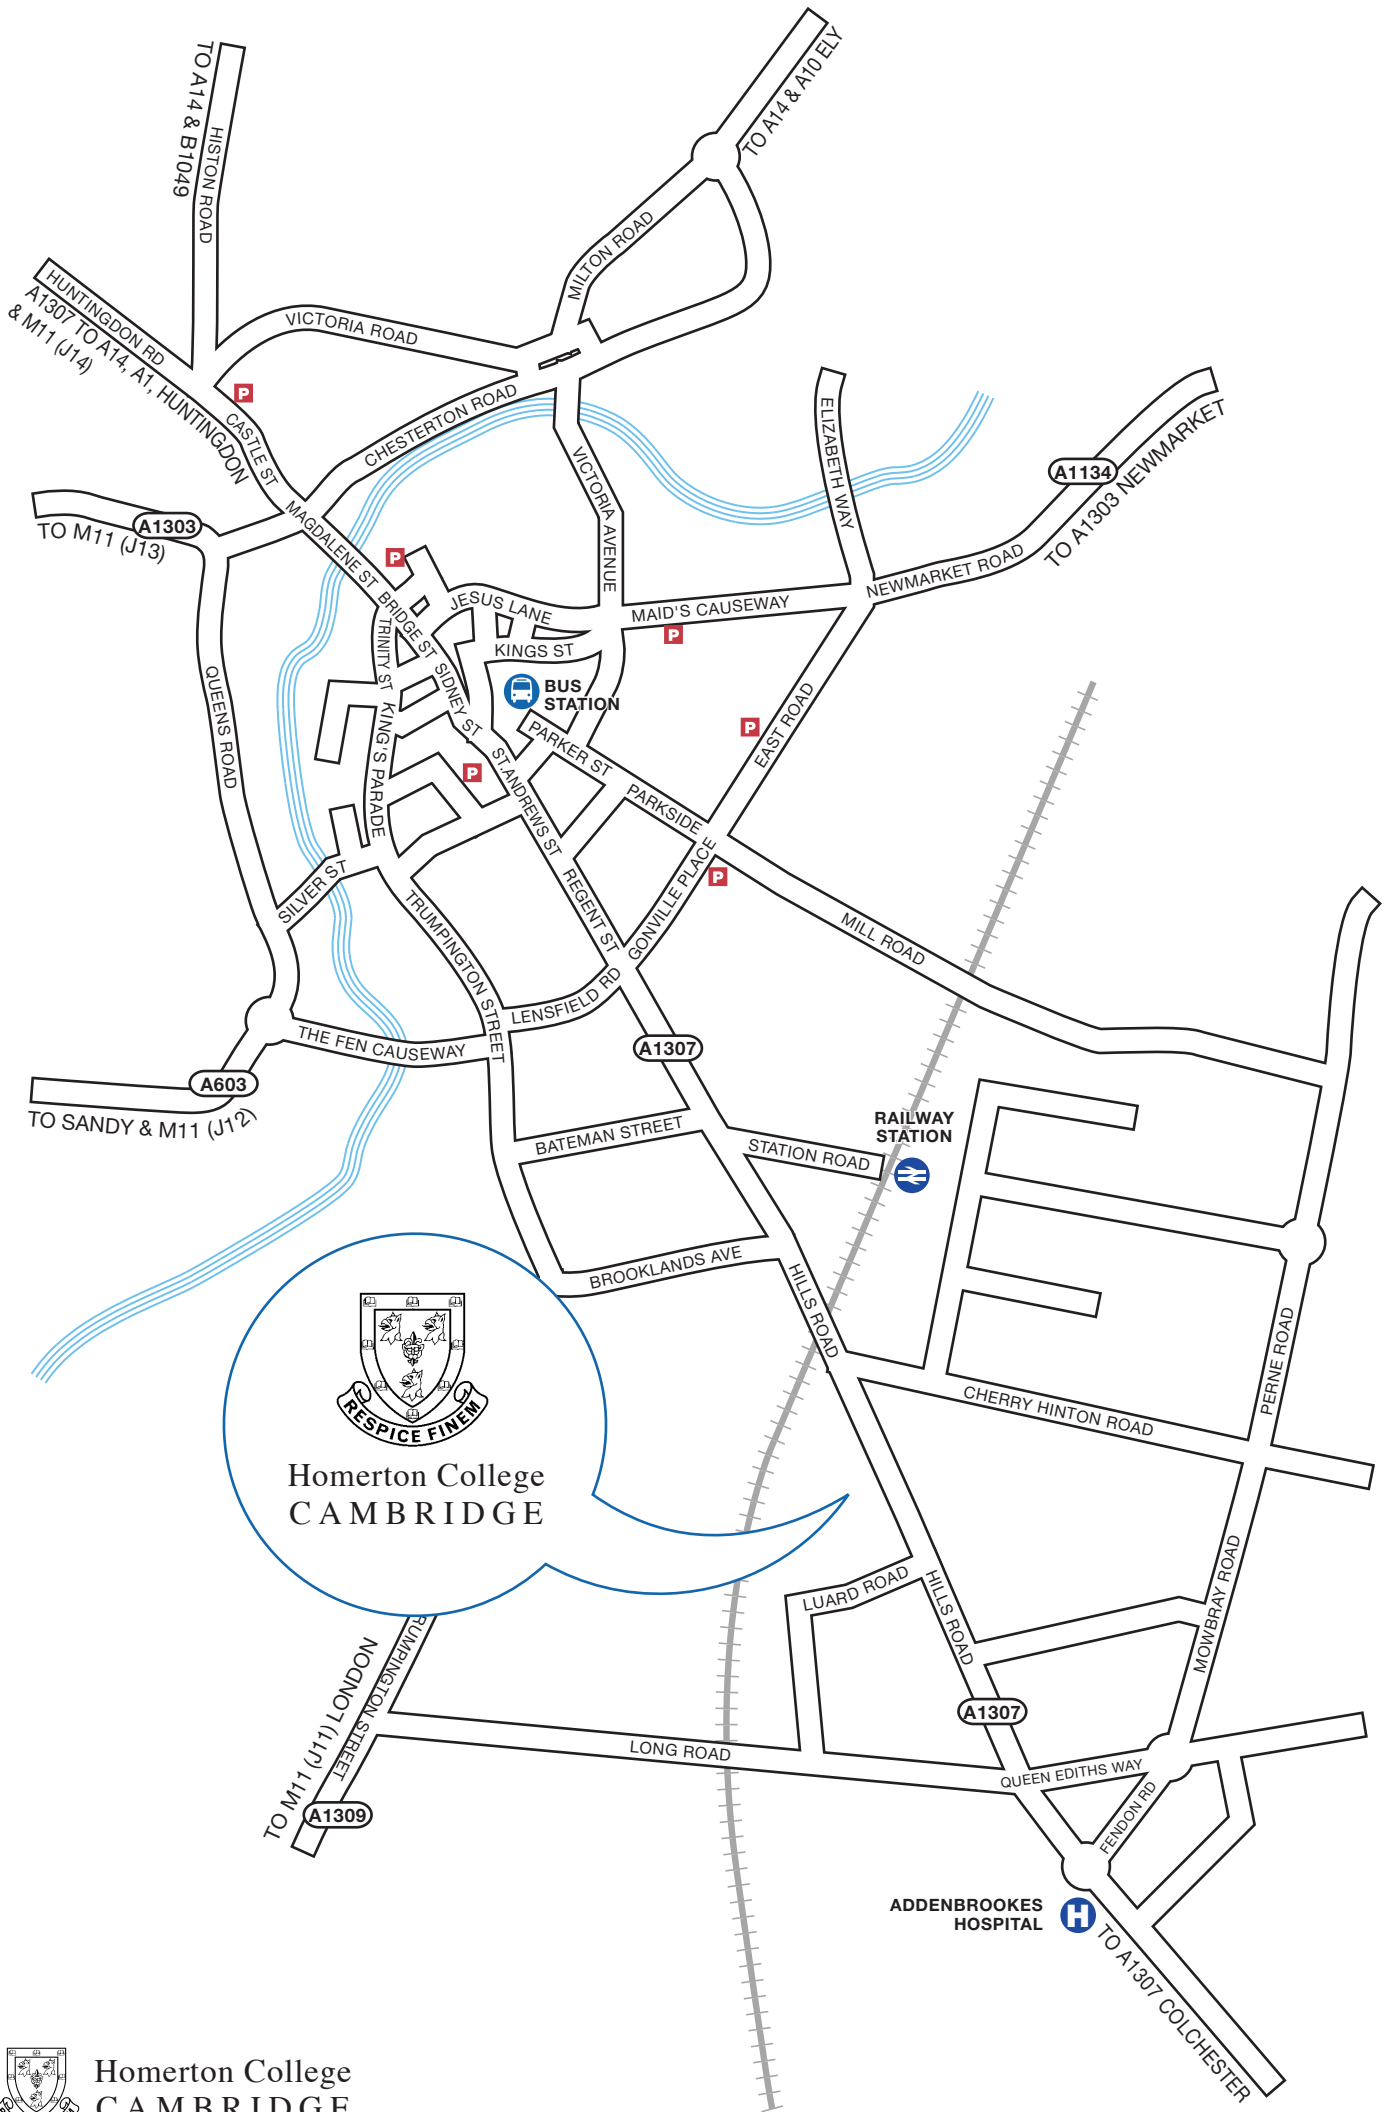 TO A14 & A10 ELY
TO A14 & B1049
HISTON ROAD
MILTON ROAD
HUNTINGDON RD
A1307 TO A14, A1, HUNTINGDON
& M11 (J14)
VICTORIA ROAD
P
CASTLE ST
CHESTERTON ROAD
ELIZABETH WAY
A1134
TO A1303 NEWMARKET
VICTORIA AVENUE
A1303
TO M11 (J13)
MAGDALENE ST
P
BRIDGE ST
JESUS LANE
MAID'S CAUSEWAY
NEWMARKET ROAD
P
TRINITY ST
KINGS ST
SIDNEY ST
BUS
STATION
QUEENS ROAD
KING'S PARADE
PARKER ST
P
EAST ROAD
P
ST.ANDREWS ST
PARKSIDE
SILVER ST
REGENT ST
GONVILLE PLACE
P
TRUMPINGTON STREET
MILL ROAD
LENSFIELD RD
THE FEN CAUSEWAY
A1307
A603
TO SANDY & M11 (J12)
RAILWAY
STATION
BATEMAN STREET
STATION ROAD
BROOKLANDS AVE
HILLS ROAD
PERNE ROAD
CHERRY HINTON ROAD
RESPICE FINEM
Homerton College
CAMBRIDGE
LUARD ROAD
HILLS ROAD
MOWBRAY ROAD
RUMPINGTON STREET
TO M11 (J11) LONDON
A1307
LONG ROAD
QUEEN EDITHS WAY
FENDON RD
A1309
ADDENBROOKES
HOSPITAL
H
TO A1307 COLCHESTER
Homerton College
CAMBRIDGE